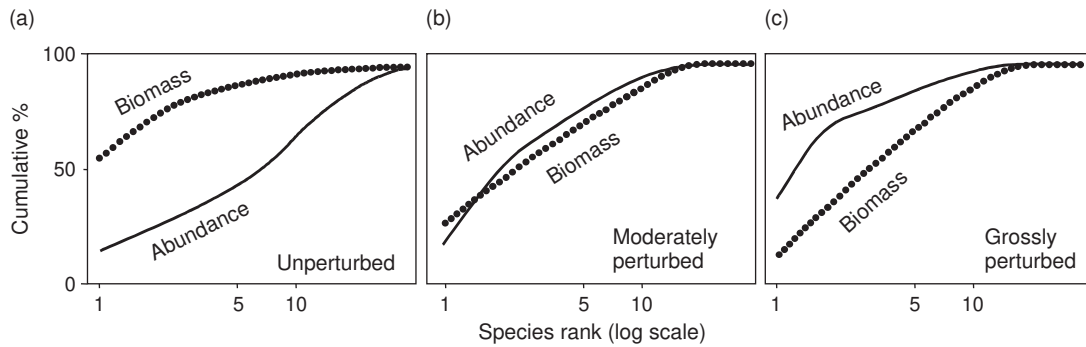 (a)
(b)
(c)
100
50
0
Cumulative %
Biomass
Abundance
Unperturbed
1 5 10
Abundance
Biomass
Moderately
perturbed
1 5 10
Abundance
Biomass
Grossly
perturbed
1 5 10
Species rank (log scale)